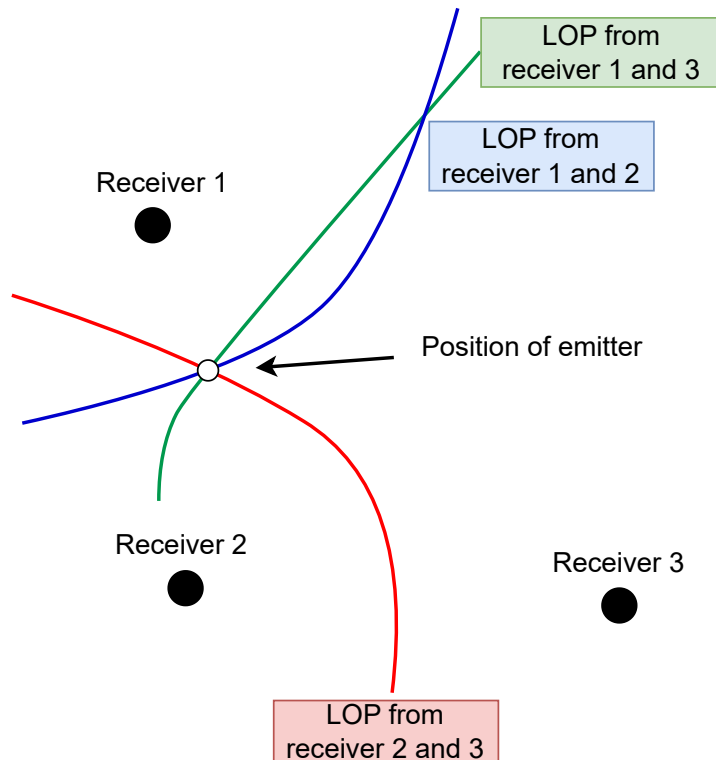 LOP from
receiver 1 and 3
LOP from
receiver 1 and 2
Receiver 1
Position of emitter
Receiver 2
Receiver 3
LOP from
receiver 2 and 3